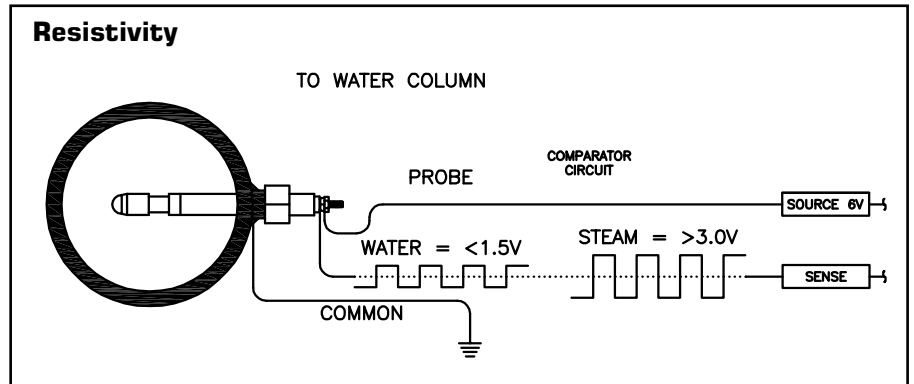 Resistivity
TO WATER COLUMN
COMPARATOR
CIRCUIT
PROBE
SOURCE 6V
WATER = <1.5V
STEAM = >3.0V
SENSE
COMMON